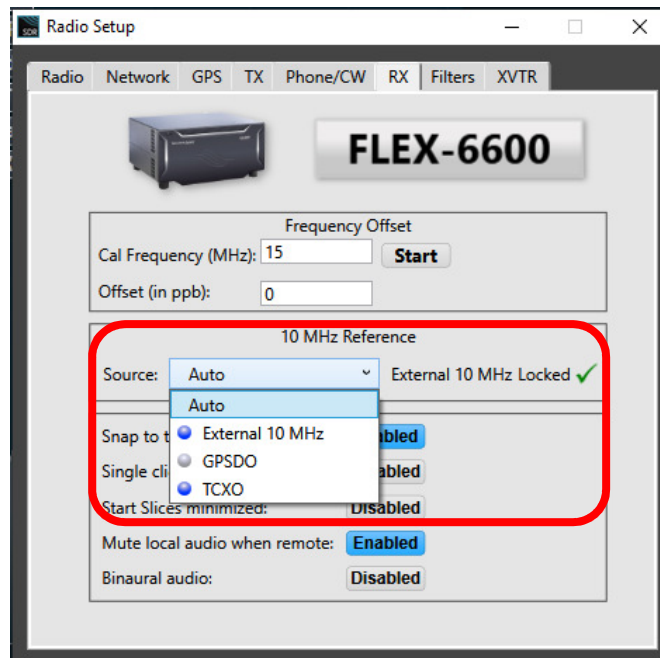 SDR Radio Setup
Radio Network GPS TX Phone/CW RX Filters XVTR
FLEX-6600
Frequency Offset
Cal Frequency (MHz): 15 Start
Offset (in ppb): 0
10 MHz Reference
Source: Auto External 10 MHz Locked
Auto
Snap to t abled
External 10 MHz
Single cli abled
GPSDO
TCXO
Start Slices minimized: Disabled
Mute local audio when remote: Enabled
Binaural audio: Disabled